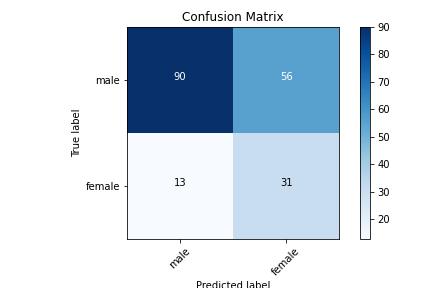 Confusion Matrix
90
80
70
60
50
40
30
20
True label
male
female
90
56
13
31
male
female
Predicted label